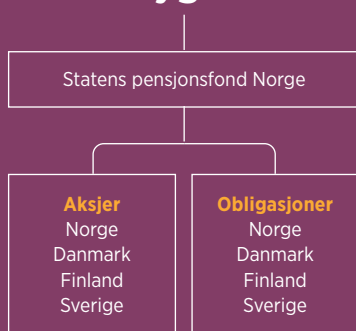 Statens pensjonsfond Norge
Aksjer
Norge
Danmark
Finland
Sverige
Obligasjoner
Norge
Danmark
Finland
Sverige